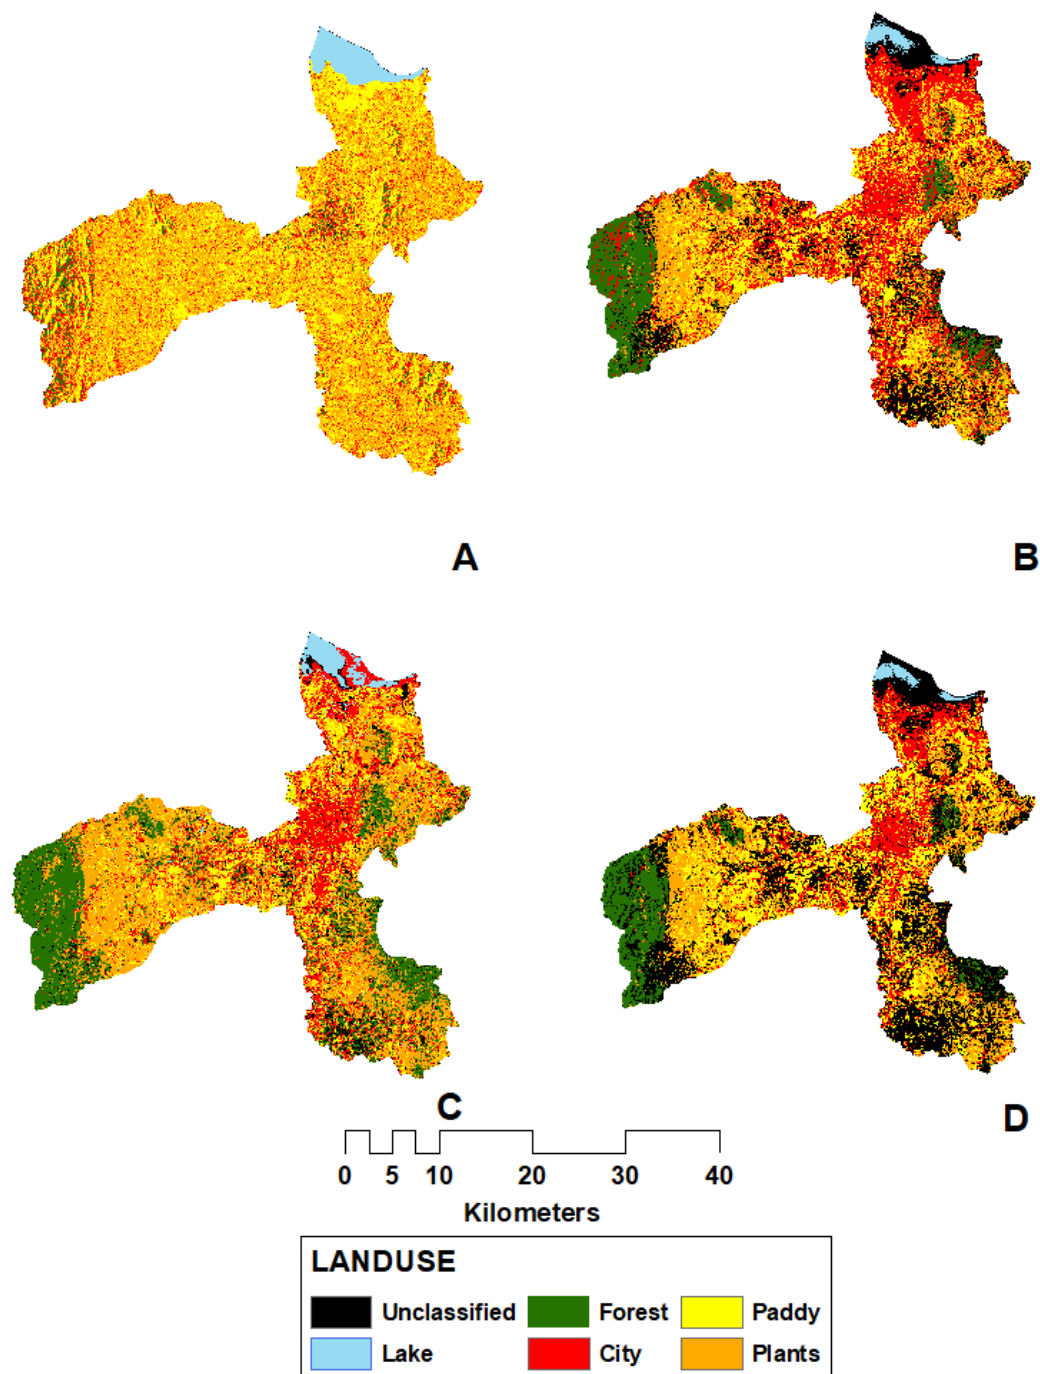 A
B
C
D
0 5 10 20 30 40
Kilometers
LANDUSE
Unclassified Forest Paddy
Lake City Plants